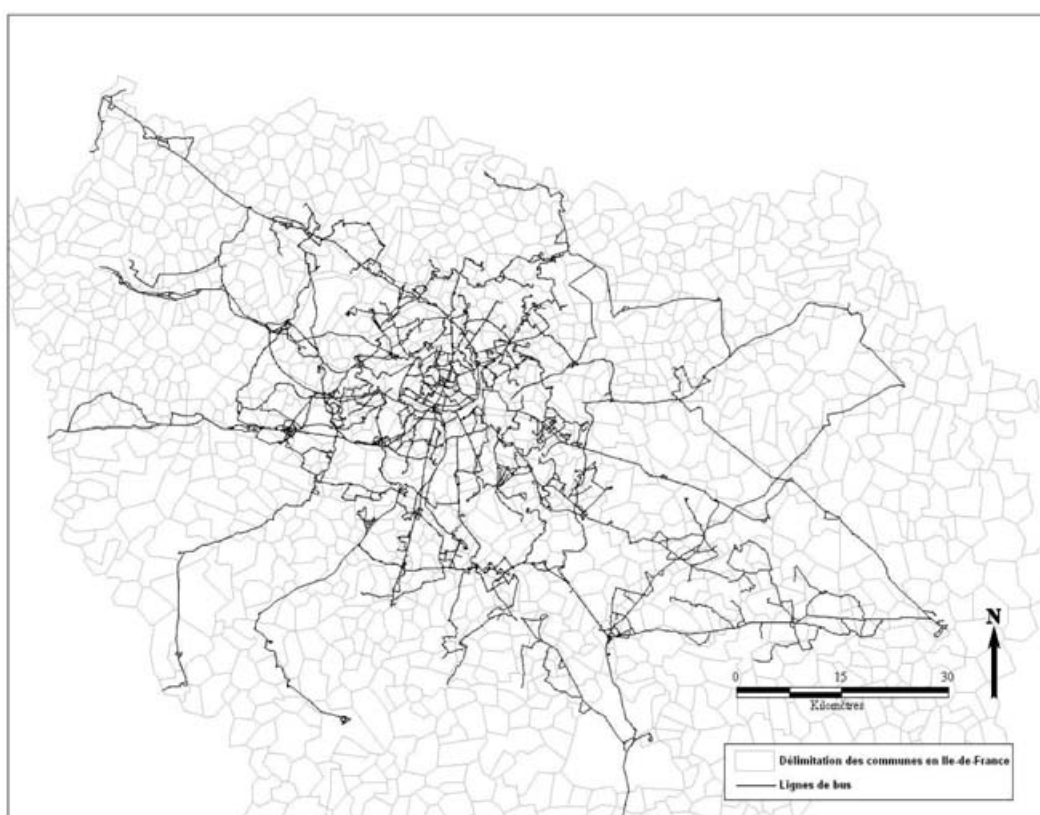 N
0 15 30
Kilomètres
Délimitation des communes en Ile-de-France
Lignes de bus